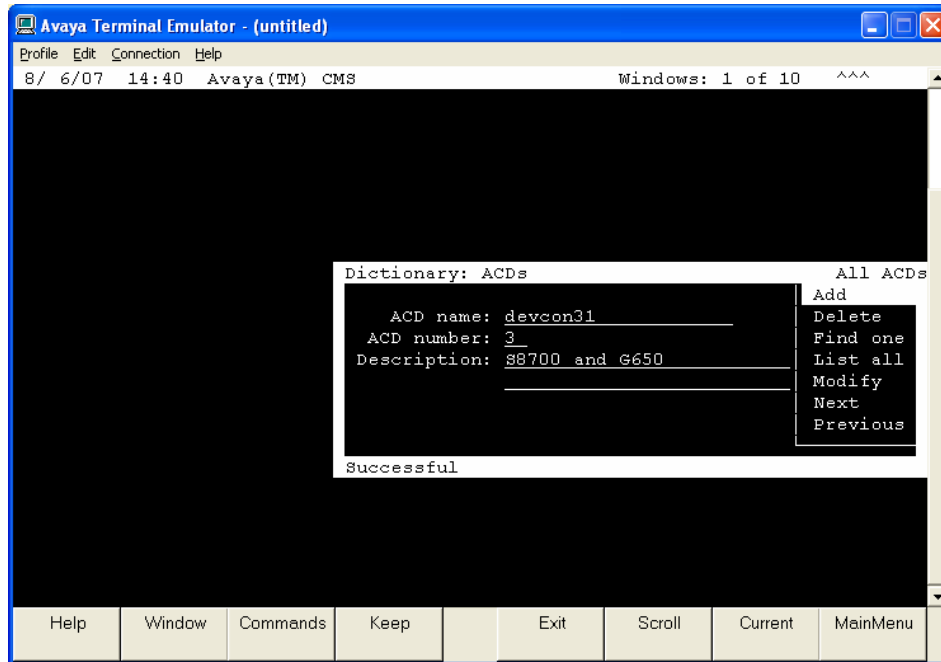 Avaya Terminal Emulator - (untitled)
Profile Edit Connection Help
8/ 6/07 14:40 Avaya(TM) CMS Windows: 1 of 10 ^^^
Dictionary: ACDs All ACDs
Add
ACD name: devcon31 Delete
ACD number: 3 Find one
Description: S8700 and G650 List all
Modify
Next
Previous
Successful
Help Window Commands Keep Exit Scroll Current MainMenu